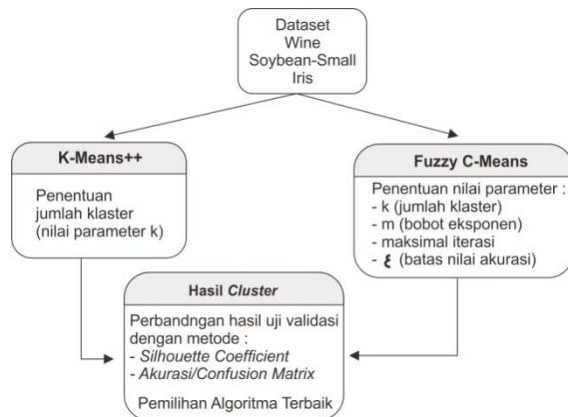 Dataset
Wine
Soybean-Small
Iris
K-Means++
Penentuan
jumlah klaster
(nilai parameter k)
Fuzzy C-Means
Penentuan nilai parameter :
- k (jumlah klaster)
- m (bobot eksponen)
- maksimal iterasi
- ξ (batas nilai akurasi)
Hasil Cluster
Perbandngan hasil uji validasi
dengan metode :
- Silhouette Coefficient
- Akurasi/Confusion Matrix
Pemilihan Algoritma Terbaik